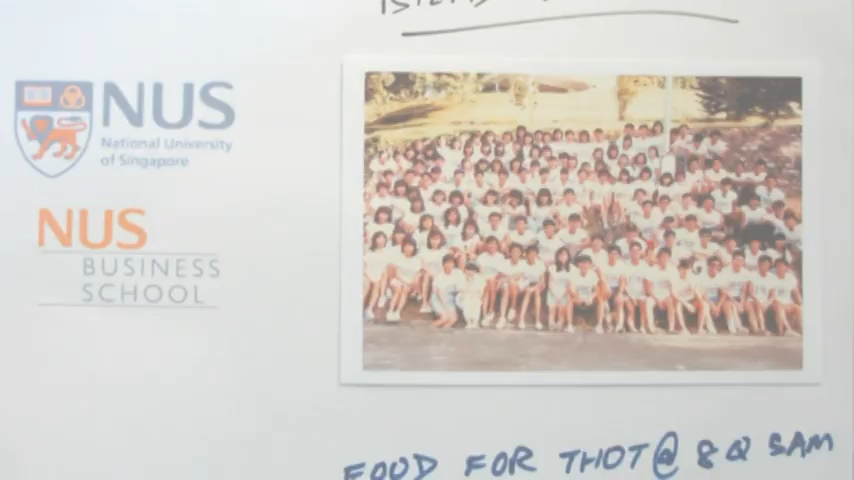 NUS
National University
of Singapore
NUS
BUSINESS
SCHOOL
FOOD FOR THOT@ 8Q SAM